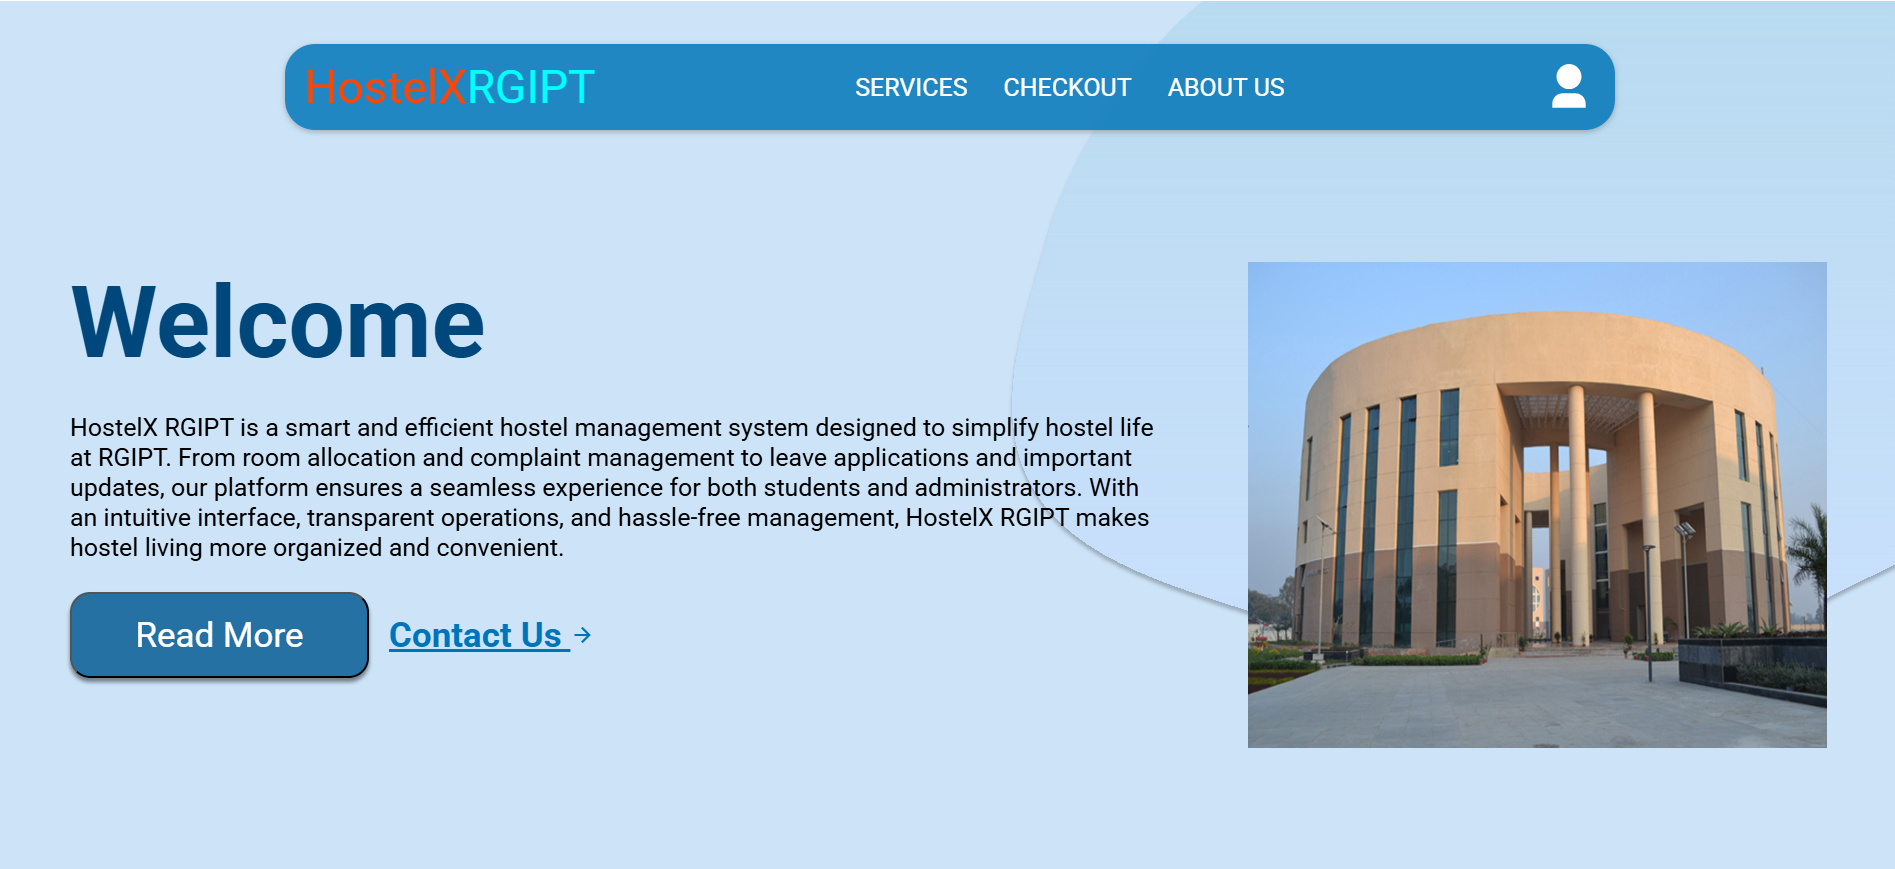 HostelXRGIPT
SERVICES CHECKOUT ABOUT US
Welcome
HostelX RGIPT is a smart and efficient hostel management system designed to simplify hostel life
at RGIPT. From room allocation and complaint management to leave applications and important
updates, our platform ensures a seamless experience for both students and administrators. With
an intuitive interface, transparent operations, and hassle-free management, HostelX RGIPT makes
hostel living more organized and convenient.
Read More
Contact Us →